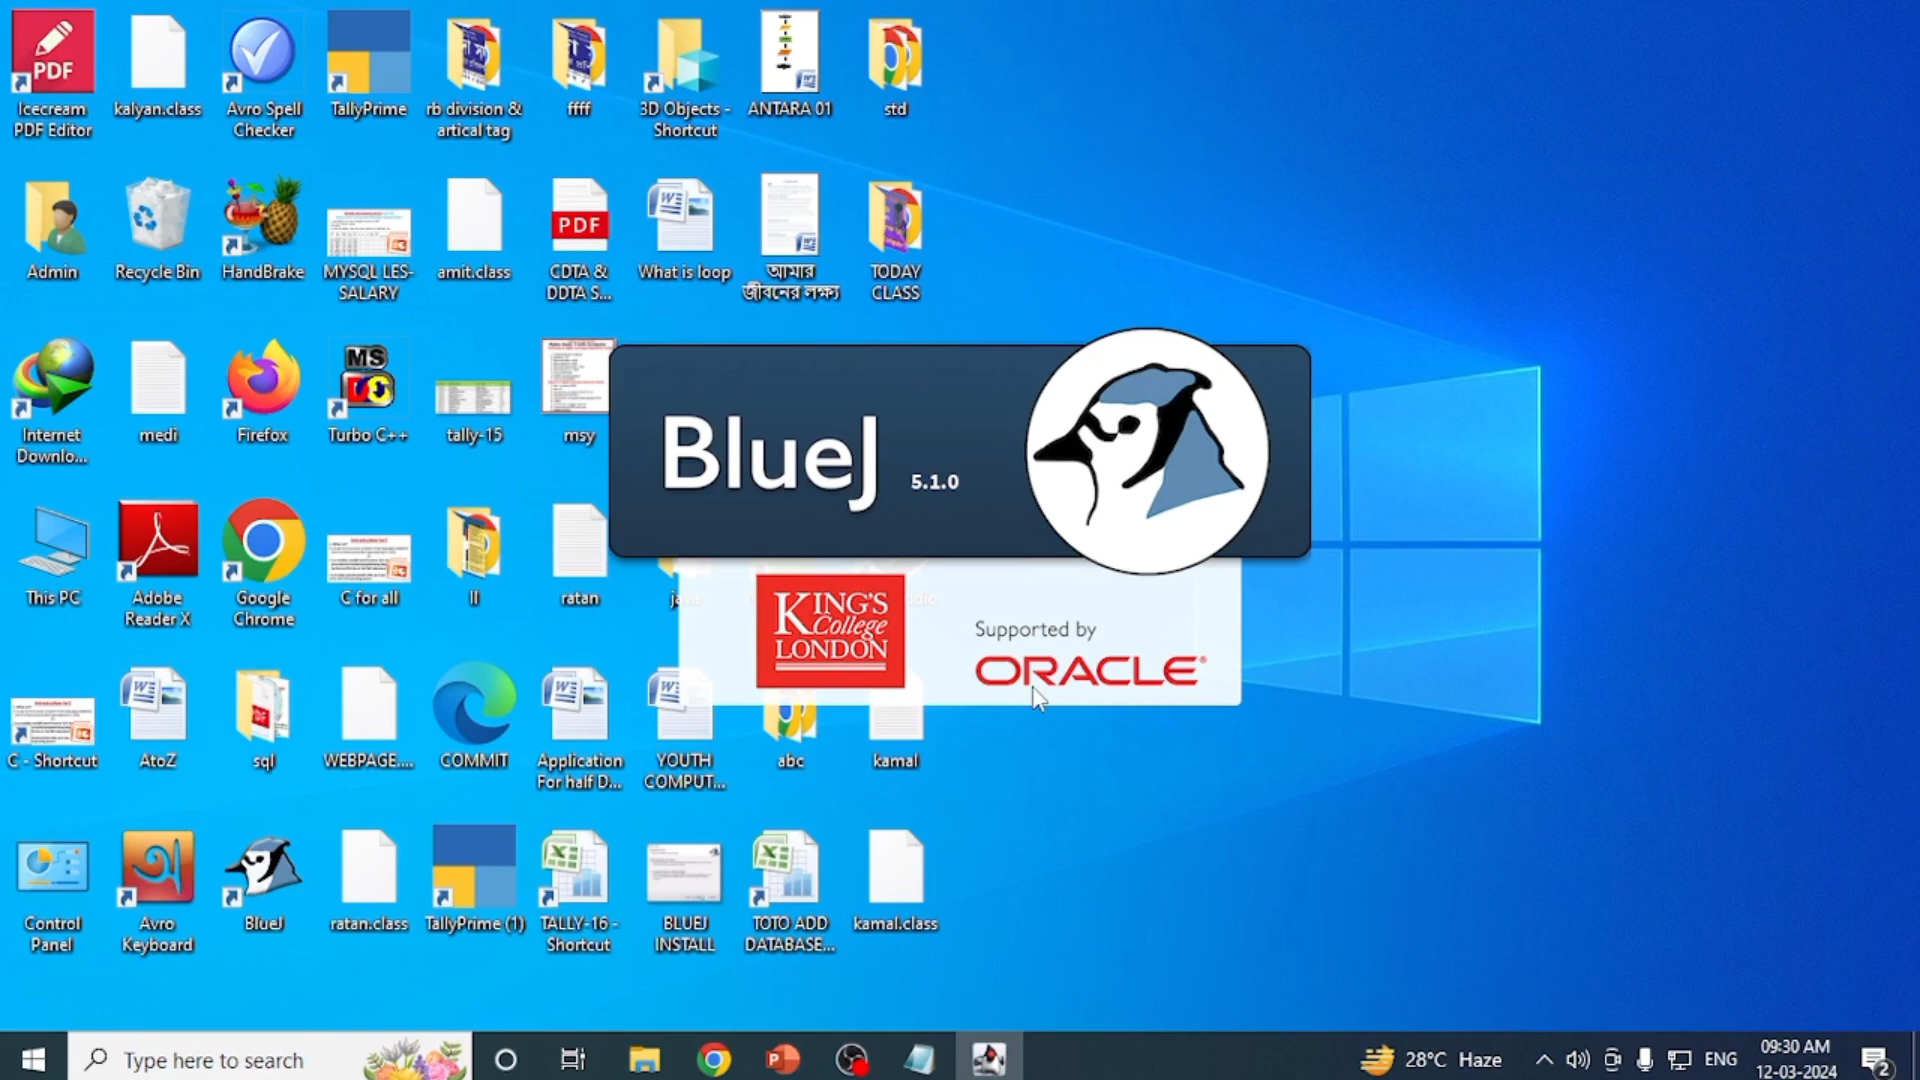 PDF
Icecream
PDF Editor
kalyan.class
Avro Spell
Checker
TallyPrime
rb division &
artical tag
ffff
3D Objects -
Shortcut
ANTARA 01
std
Admin
Recycle Bin
HandBrake
MYSQL LES-
SALARY
amit.class
PDF
CDTA &
DDTA S...
What is loop
আমার
জীবনের লক্ষ্য
TODAY
CLASS
Internet
Downlo...
medi
Firefox
MS
Turbo C++
tally-15
msy
BlueJ 5.1.0
This PC
Adobe
Reader X
Google
Chrome
C for all
ll
ratan
java
KING'S
College
LONDON
Supported by
ORACLE
C - Shortcut
AtoZ
sql
WEBPAGE....
COMMIT
Application
For half D...
YOUTH
COMPUT...
abc
kamal
Control
Panel
অ
Avro
Keyboard
BlueJ
ratan.class
TallyPrime (1)
TALLY-16 -
Shortcut
BLUEJ
INSTALL
TOTO ADD
DATABASE...
kamal.class
Type here to search
28°C Haze
ENG
09:30 AM
12-03-2024
2